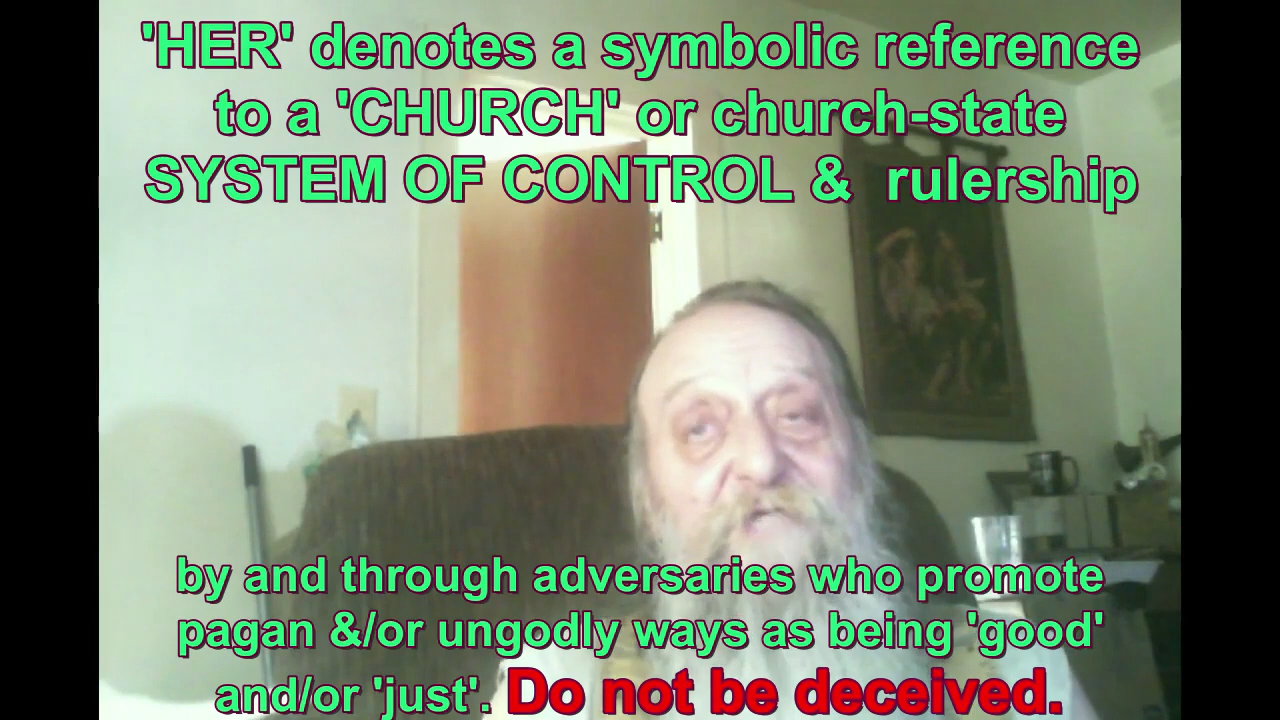 'HER' denotes a symbolic reference
to a 'CHURCH' or church-state
SYSTEM OF CONTROL &  rulership
by and through adversaries who promote
pagan &/or ungodly ways as being 'good'
and/or 'just'. Do not be deceived.